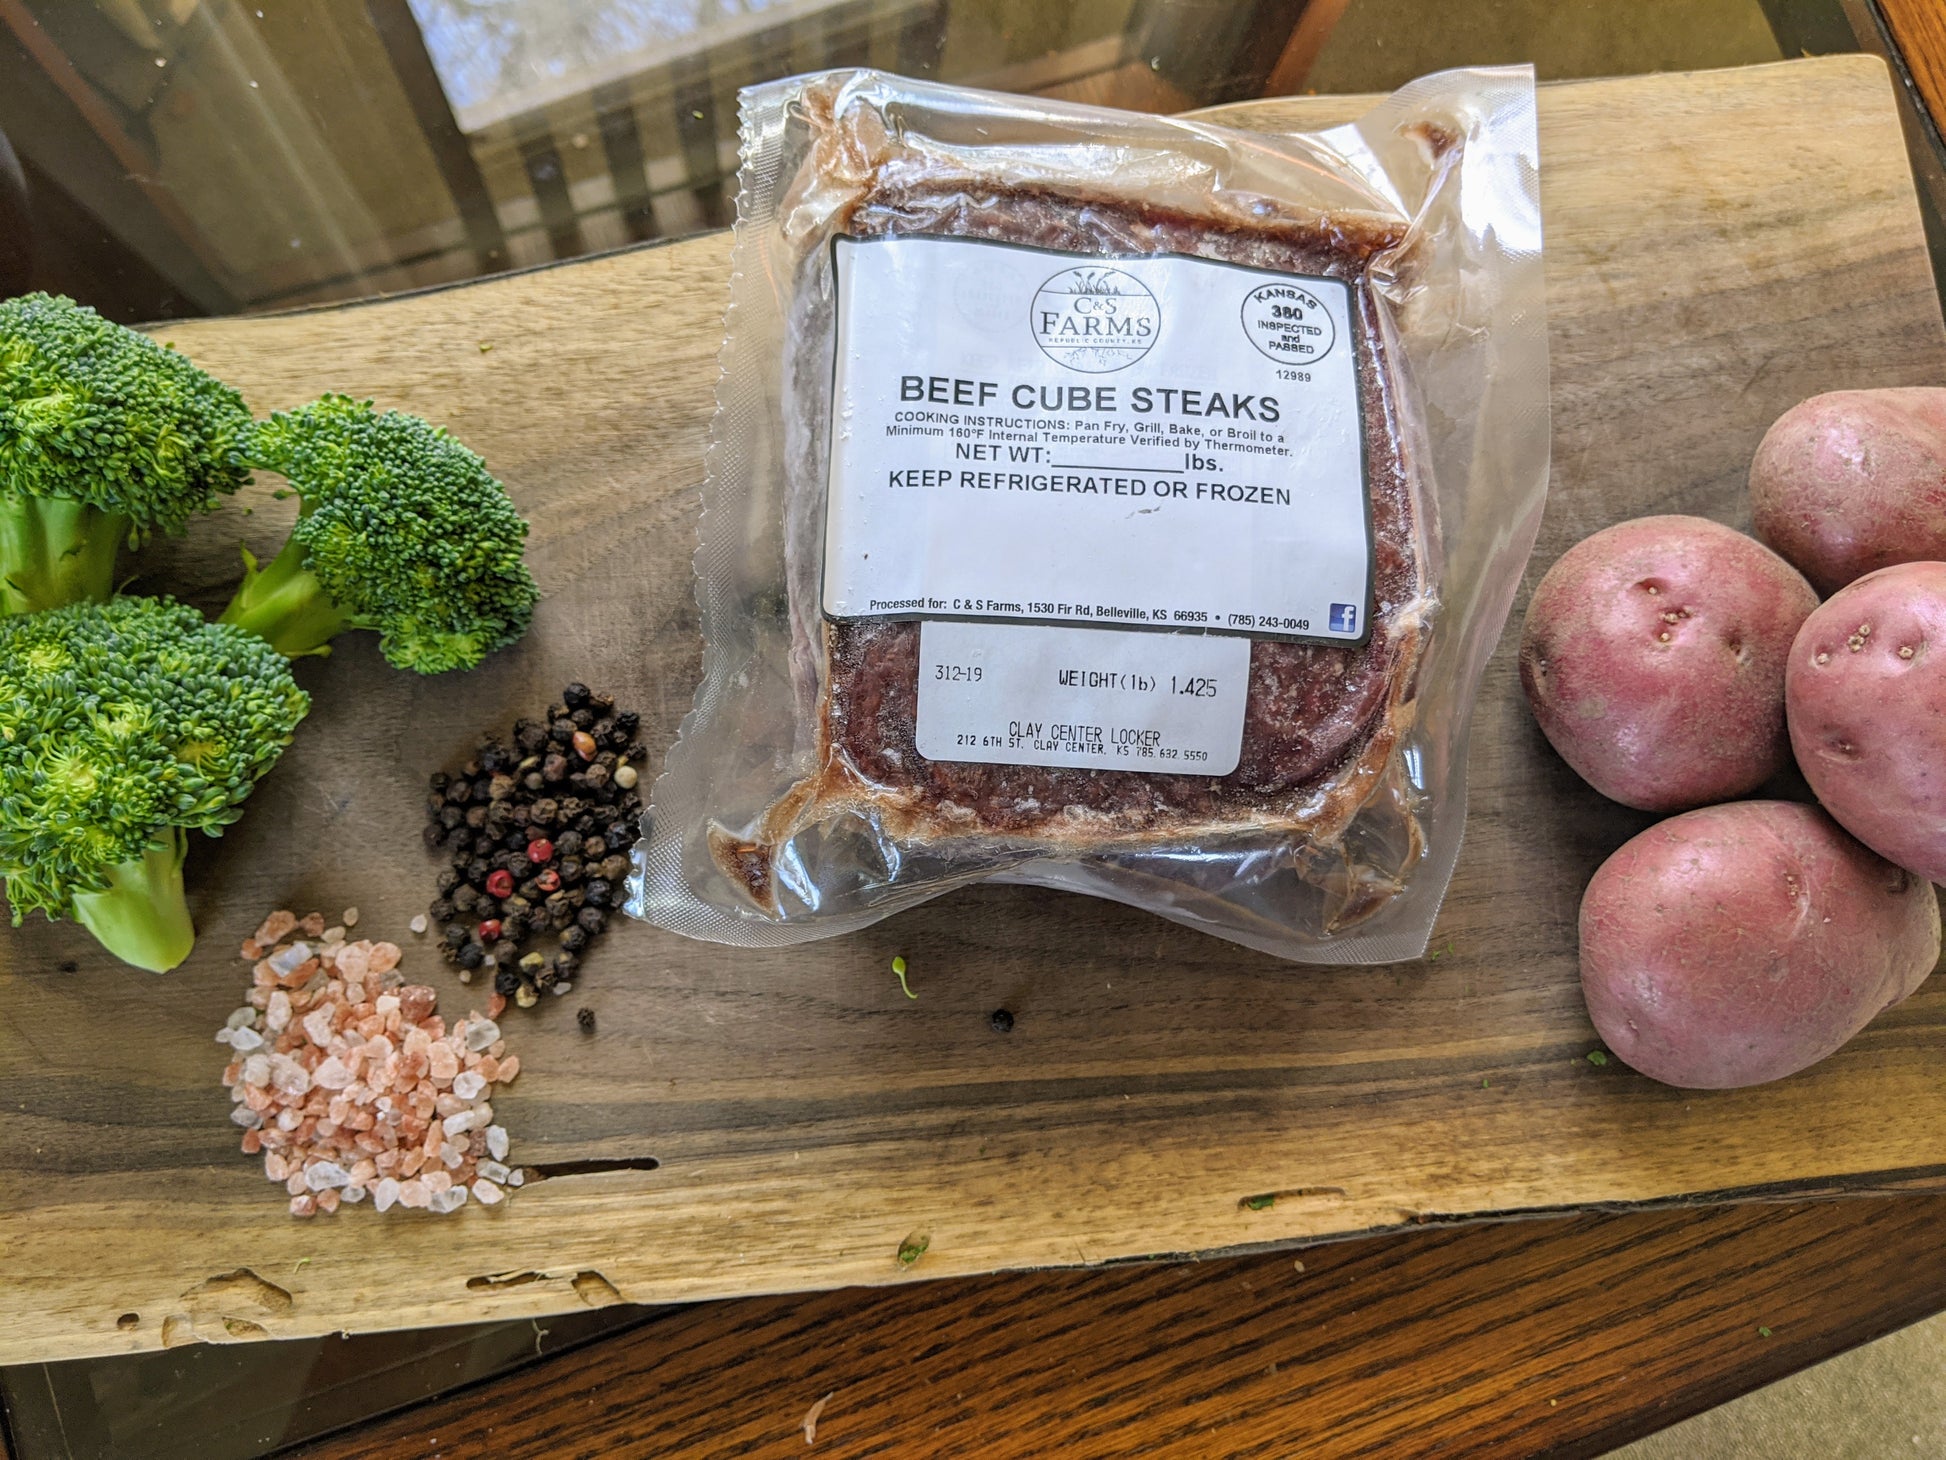 C&S
FARMS
REPUBLIC COUNTY, KS
KANSAS
380
INSPECTED
and
PASSED
12989
BEEF CUBE STEAKS
COOKING INSTRUCTIONS: Pan Fry, Grill, Bake, or Broil to a
Minimum 160°F Internal Temperature Verified by Thermometer.
NET WT:__________lbs.
KEEP REFRIGERATED OR FROZEN
Processed for: C & S Farms, 1530 Fir Rd, Belleville, KS 66935 • (785) 243-0049
f
312-19 WEIGHT(lb) 1.425
CLAY CENTER LOCKER
212 6TH ST. CLAY CENTER, KS 785.632.5550